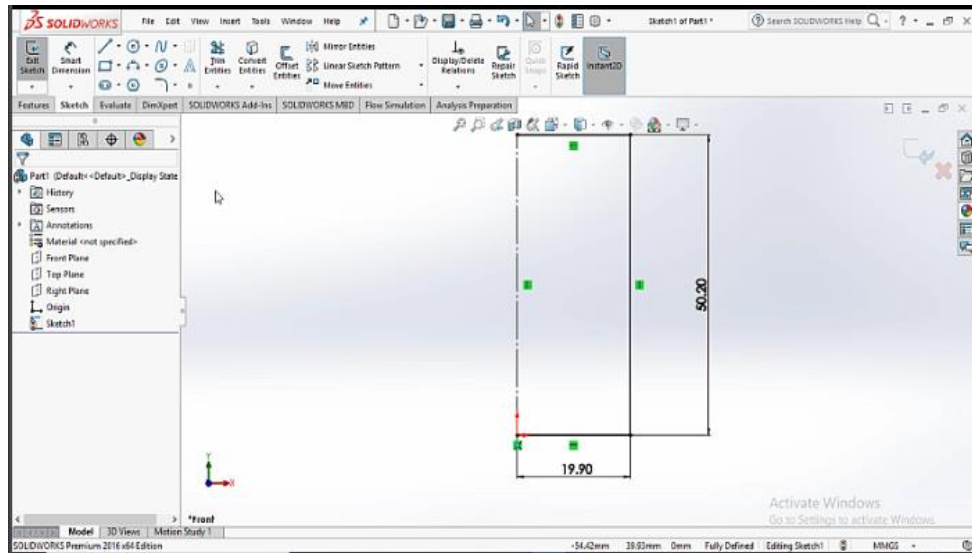 SOLIDWORKS File Edit View Insert Tools Window Help Sketch1 of Part1 * Search SOLIDWORKS Help
Exit Sketch Smart Dimension Trim Entities Convert Entities Offset Entities Mirror Entities Linear Sketch Pattern Move Entities Display/Delete Relations Repair Sketch Quick Snaps Rapid Sketch Instant2D
Features Sketch Evaluate DimXpert SOLIDWORKS Add-Ins SOLIDWORKS MBD Flow Simulation Analysis Preparation
Part1 (Default<<Default>_Display State
History
Sensors
Annotations
Material <not specified>
Front Plane
Top Plane
Right Plane
Origin
Sketch1
50.20
19.90
Y
X
*Front
Activate Windows
Go to Settings to activate Windows.
Model 3D Views Motion Study 1
SOLIDWORKS Premium 2016 x64 Edition -54.42mm 39.93mm 0mm Fully Defined Editing Sketch1 MMGS